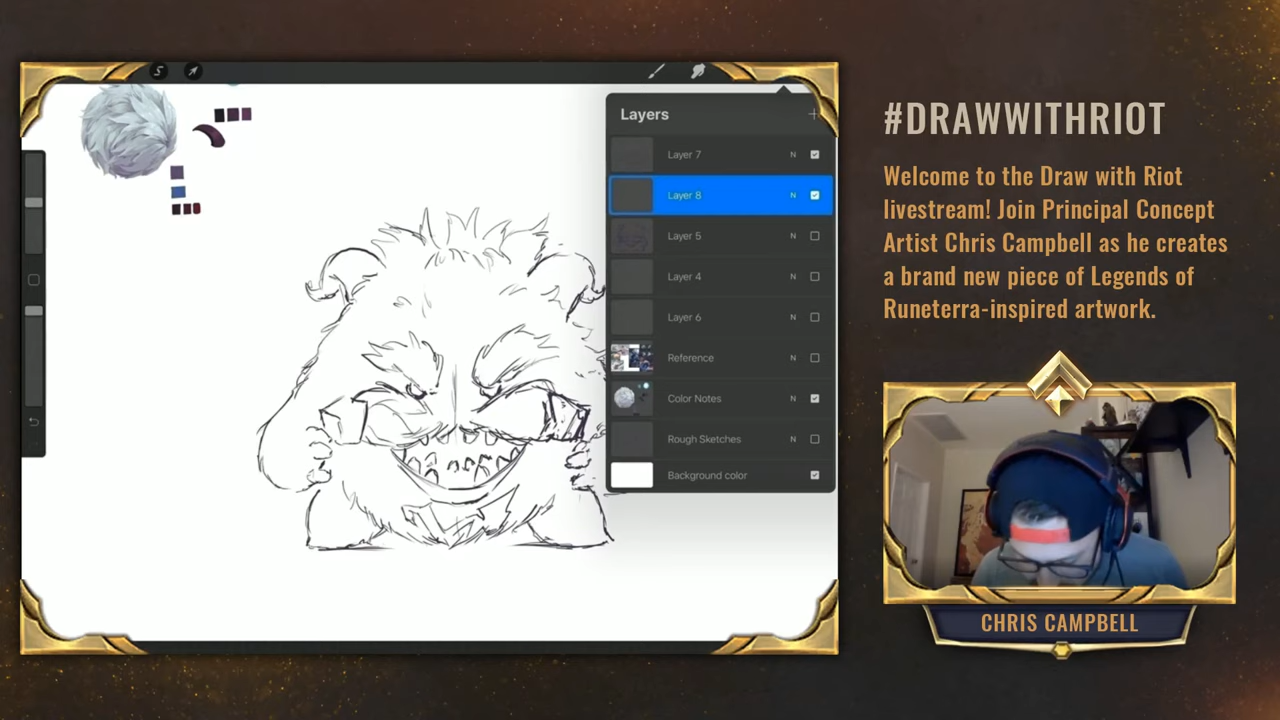 Layers
Layer 7 N
Layer 8 N
Layer 5 N
Layer 4 N
Layer 6 N
Reference N
Color Notes N
Rough Sketches N
Background color
#DRAWWITHRIOT
Welcome to the Draw with Riot
livestream! Join Principal Concept
Artist Chris Campbell as he creates
a brand new piece of Legends of
Runeterra-inspired artwork.
CHRIS CAMPBELL